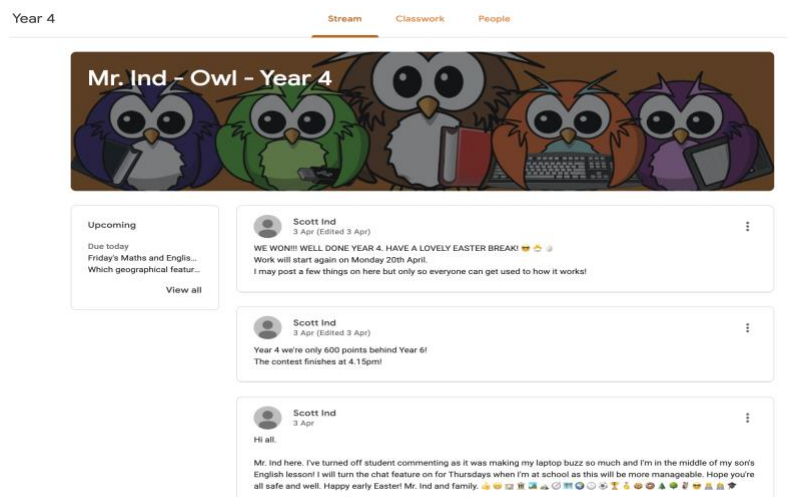 Year 4
Stream
Classwork
People
Mr. Ind - Owl - Year 4
Upcoming
Due today
Friday's Maths and Englis...
Which geographical featur...
View all
Scott Ind
3 Apr (Edited 3 Apr)
WE WON!!! WELL DONE YEAR 4. HAVE A LOVELY EASTER BREAK! 😎
Work will start again on Monday 20th April.
I may post a few things on here but only so everyone can get used to how it works!
Scott Ind
3 Apr (Edited 3 Apr)
Year 4 we're only 600 points behind Year 6!
The contest finishes at 4.15pm!
Scott Ind
3 Apr
Hi all.
Mr. Ind here. I've turned off student commenting as it was making my laptop buzz so much and I'm in the middle of my son's
English lesson! I will turn the chat feature on for Thursdays when I'm at school as this will be more manageable. Hope you're
all safe and well. Happy early Easter! Mr. Ind and family.